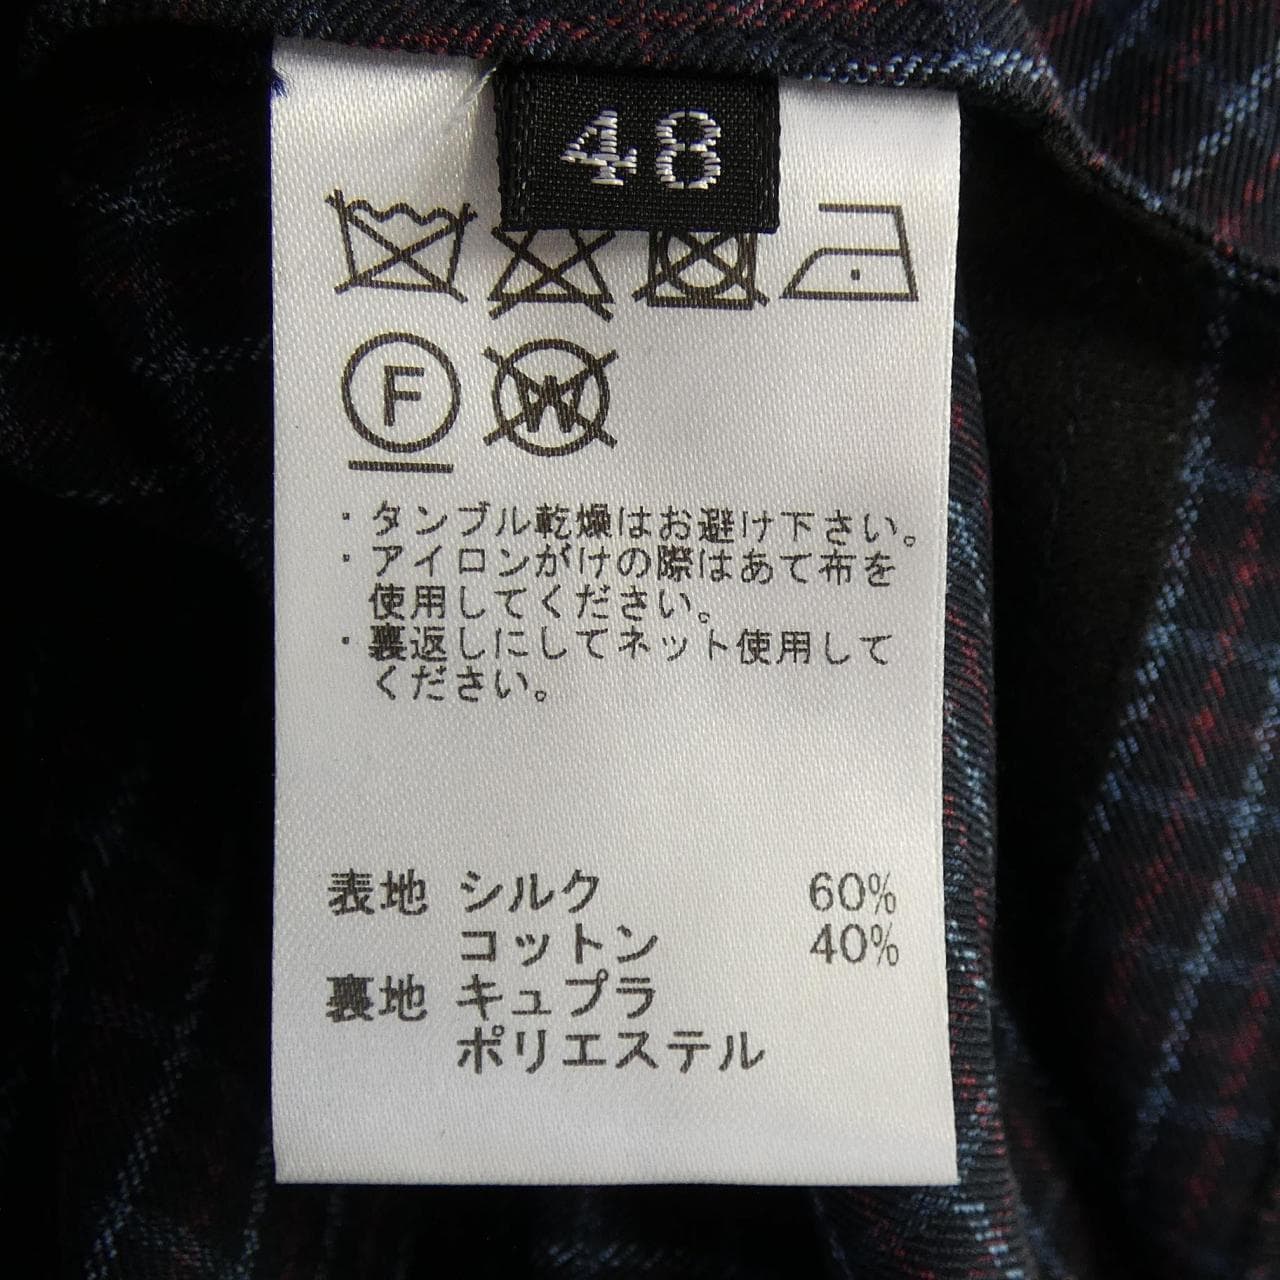 48
F
W
・タンブル乾燥はお避け下さい。
・アイロンがけの際はあて布を
使用してください。
・裏返しにしてネット使用して
ください。
表地 シルク 60%
コットン 40%
裏地 キュプラ
ポリエステル